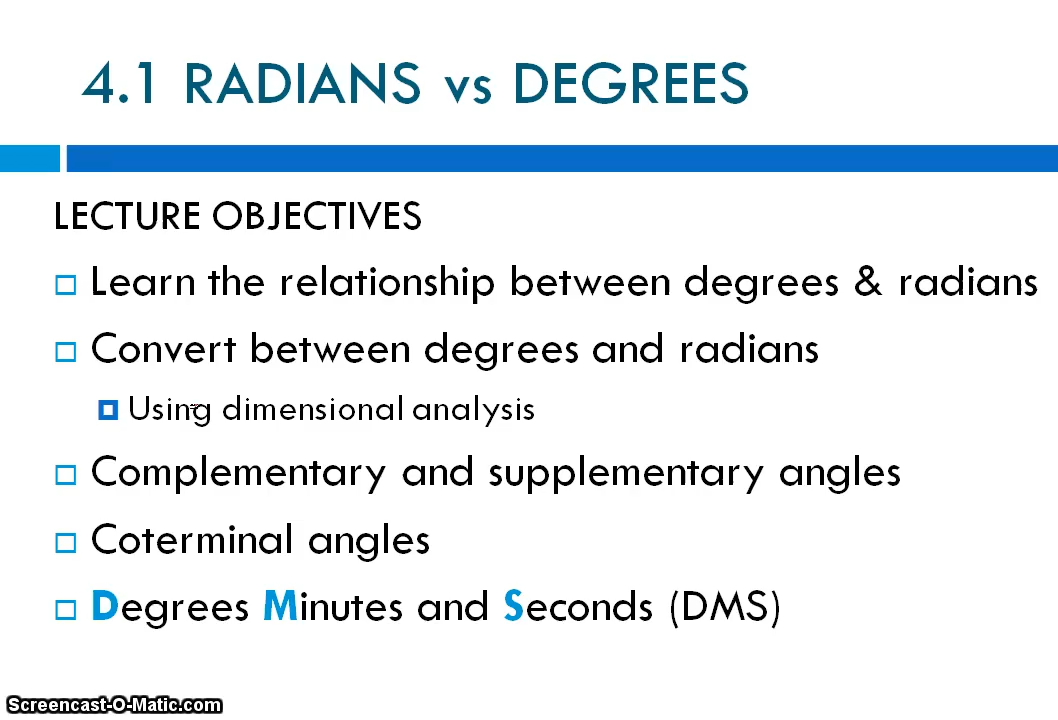 4.1 RADIANS vs DEGREES
LECTURE OBJECTIVES
Learn the relationship between degrees & radians
Convert between degrees and radians
Using dimensional analysis
Complementary and supplementary angles
Coterminal angles
Degrees Minutes and Seconds (DMS)
Screencast-O-Matic.com